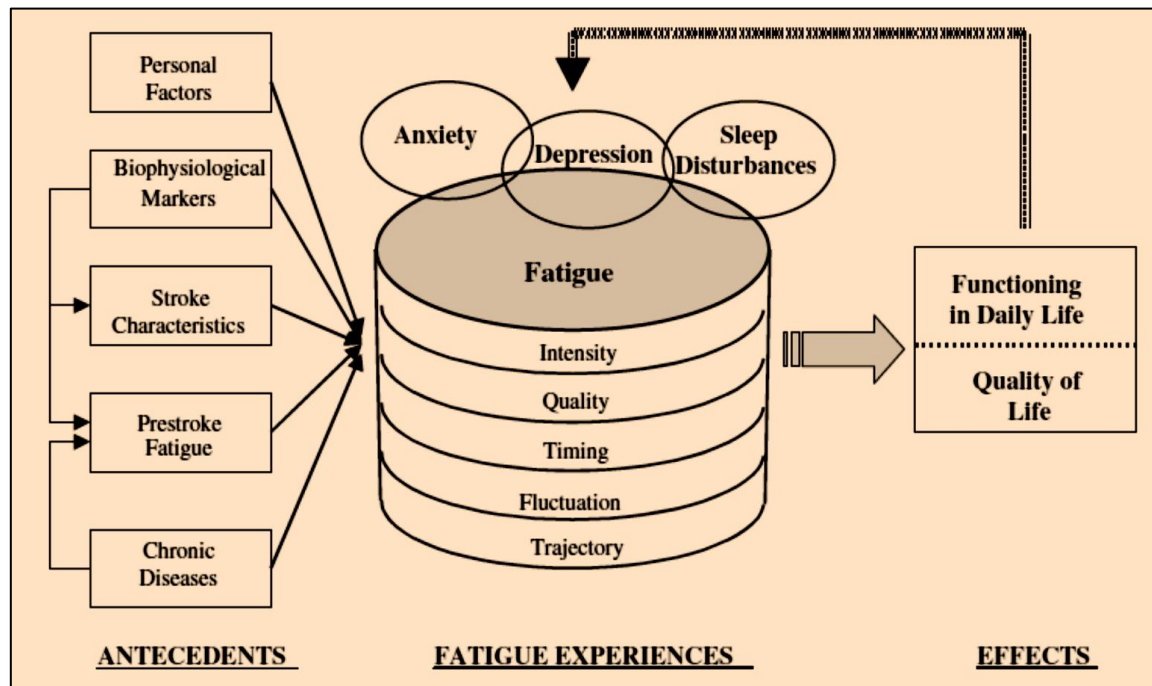 Personal
Factors
Biophysiological
Markers
Stroke
Characteristics
Prestroke
Fatigue
Chronic
Diseases
ANTECEDENTS
Anxiety
Depression
Sleep
Disturbances
Fatigue
Intensity
Quality
Timing
Fluctuation
Trajectory
FATIGUE EXPERIENCES
Functioning
in Daily Life
Quality of
Life
EFFECTS